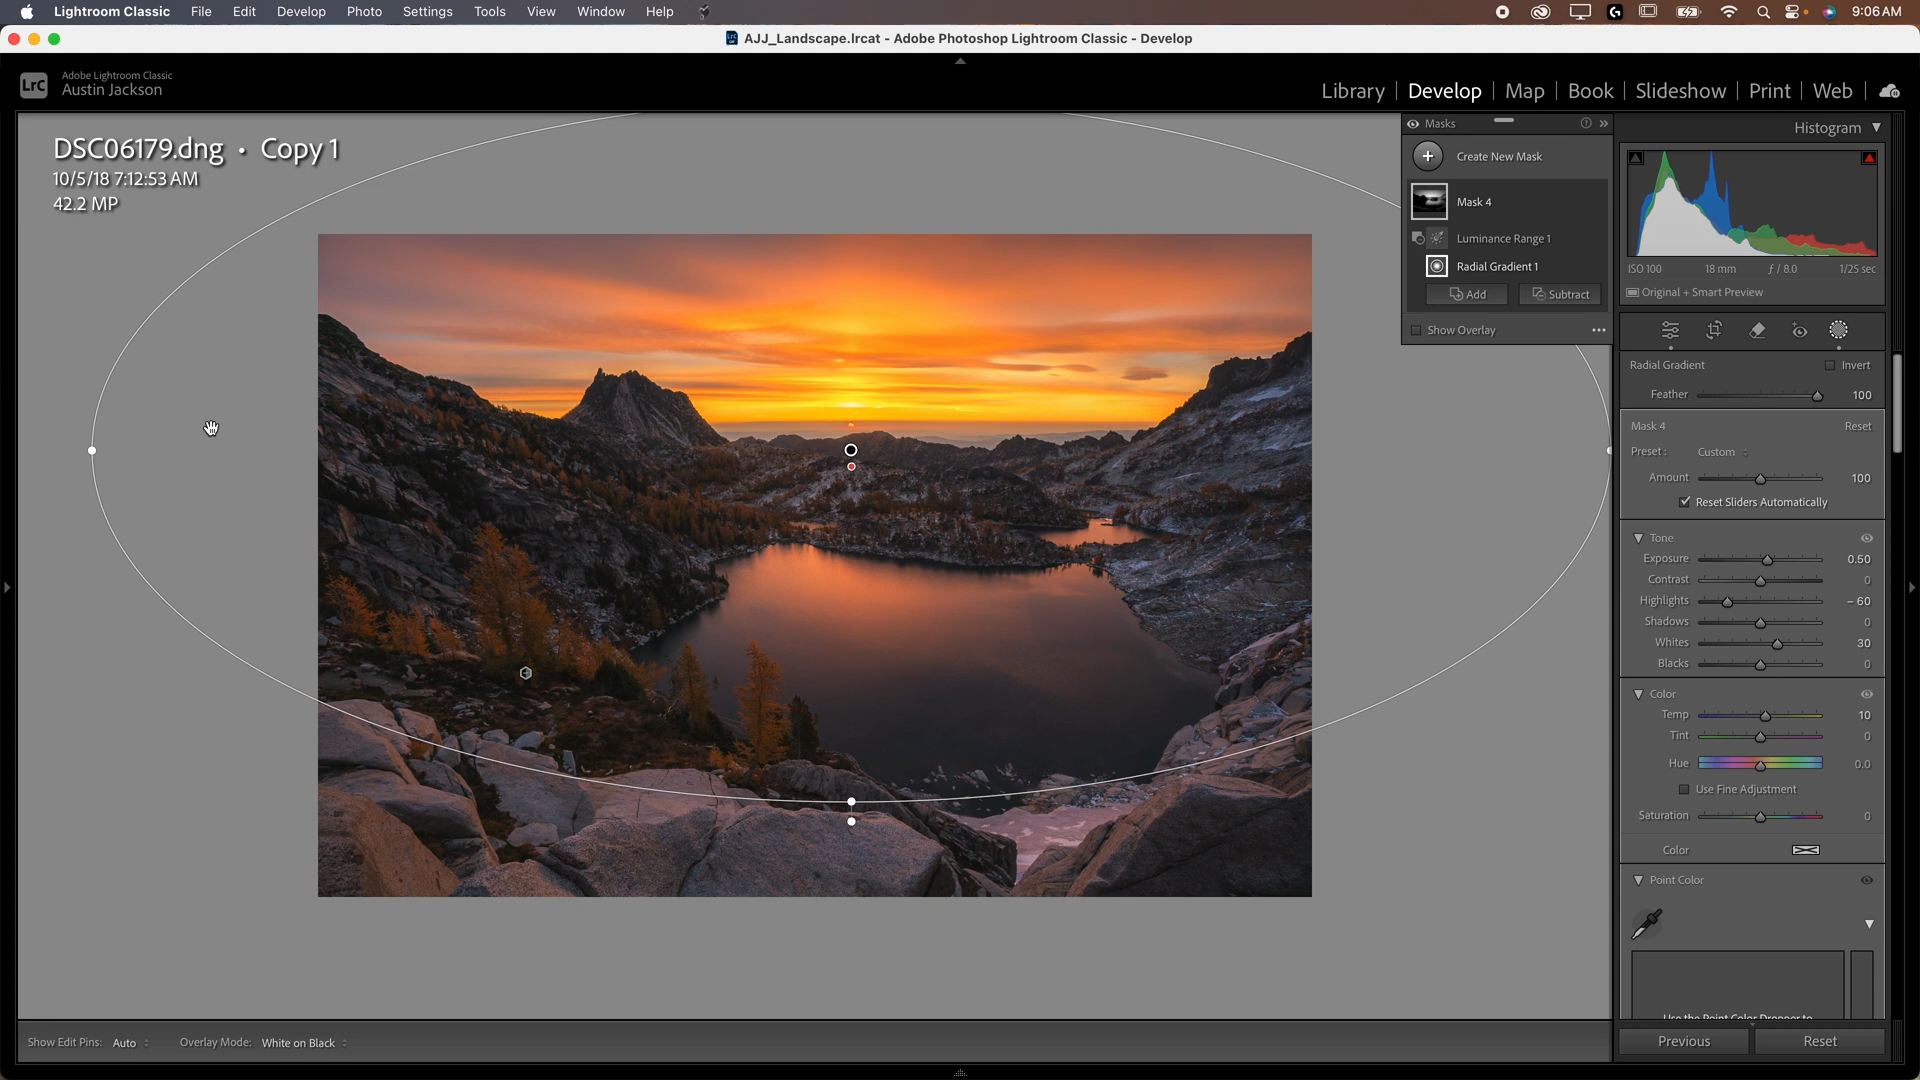 Lightroom Classic File Edit Develop Photo Settings Tools View Window Help 9:06 AM
AJJ_Landscape.lrcat - Adobe Photoshop Lightroom Classic - Develop
LrC
Adobe Lightroom Classic
Austin Jackson
Library | Develop | Map | Book | Slideshow | Print | Web
DSC06179.dng • Copy 1
10/5/18 7:12:53 AM
42.2 MP
Masks
Create New Mask
Mask 4
Luminance Range 1
Radial Gradient 1
Add Subtract
Show Overlay
Histogram
ISO 100 18 mm ƒ / 8.0 1/25 sec
Original + Smart Preview
Radial Gradient Invert
Feather 100
Mask 4 Reset
Preset: Custom
Amount 100
Reset Sliders Automatically
Tone
Exposure 0.50
Contrast 0
Highlights – 60
Shadows 0
Whites 30
Blacks 0
Color
Temp 10
Tint 0
Hue 0.0
Use Fine Adjustment
Saturation 0
Color
Point Color
Use the Point Color Dropper to
Previous Reset
Show Edit Pins: Auto Overlay Mode: White on Black